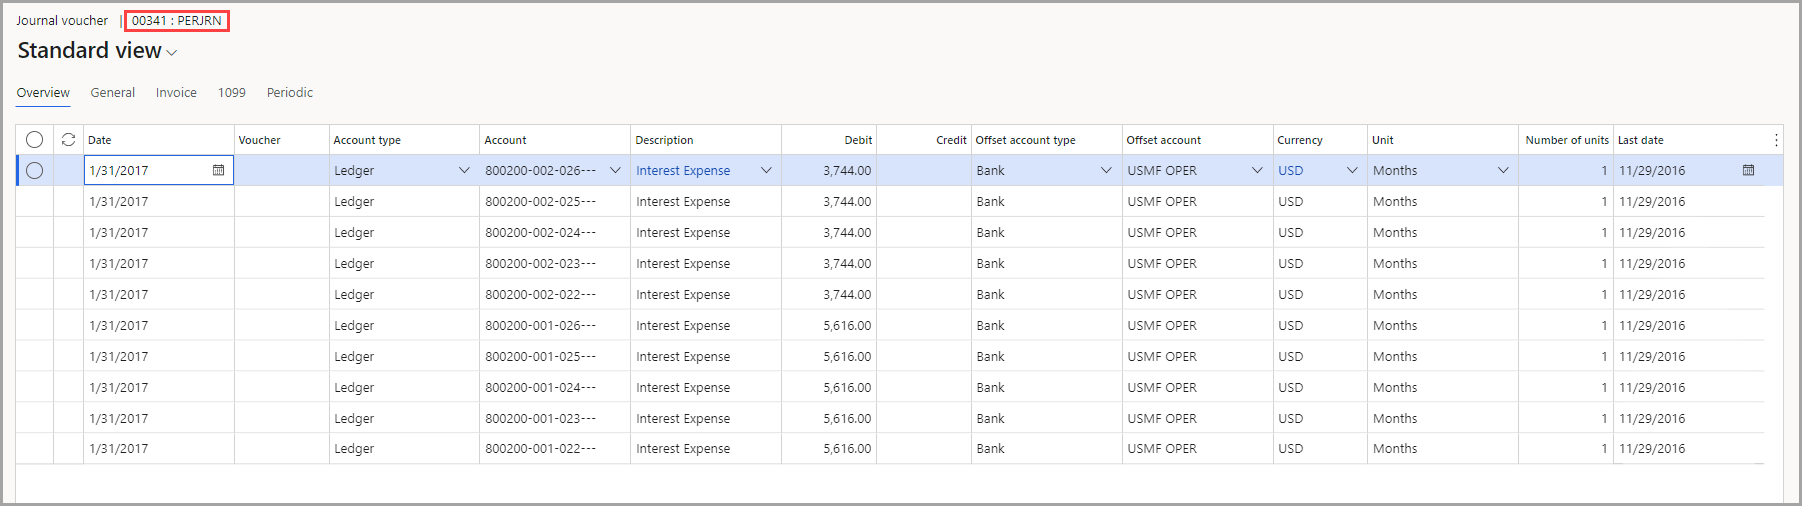 Journal voucher | 00341 : PERJRN
Standard view
Overview General Invoice 1099 Periodic
Date Voucher Account type Account Description Debit Credit Offset account type Offset account Currency Unit Number of units Last date
1/31/2017 Ledger 800200-002-026--- Interest Expense 3,744.00 Bank USMF OPER USD Months 1 11/29/2016
1/31/2017 Ledger 800200-002-025--- Interest Expense 3,744.00 Bank USMF OPER USD Months 1 11/29/2016
1/31/2017 Ledger 800200-002-024--- Interest Expense 3,744.00 Bank USMF OPER USD Months 1 11/29/2016
1/31/2017 Ledger 800200-002-023--- Interest Expense 3,744.00 Bank USMF OPER USD Months 1 11/29/2016
1/31/2017 Ledger 800200-002-022--- Interest Expense 3,744.00 Bank USMF OPER USD Months 1 11/29/2016
1/31/2017 Ledger 800200-001-026--- Interest Expense 5,616.00 Bank USMF OPER USD Months 1 11/29/2016
1/31/2017 Ledger 800200-001-025--- Interest Expense 5,616.00 Bank USMF OPER USD Months 1 11/29/2016
1/31/2017 Ledger 800200-001-024--- Interest Expense 5,616.00 Bank USMF OPER USD Months 1 11/29/2016
1/31/2017 Ledger 800200-001-023--- Interest Expense 5,616.00 Bank USMF OPER USD Months 1 11/29/2016
1/31/2017 Ledger 800200-001-022--- Interest Expense 5,616.00 Bank USMF OPER USD Months 1 11/29/2016